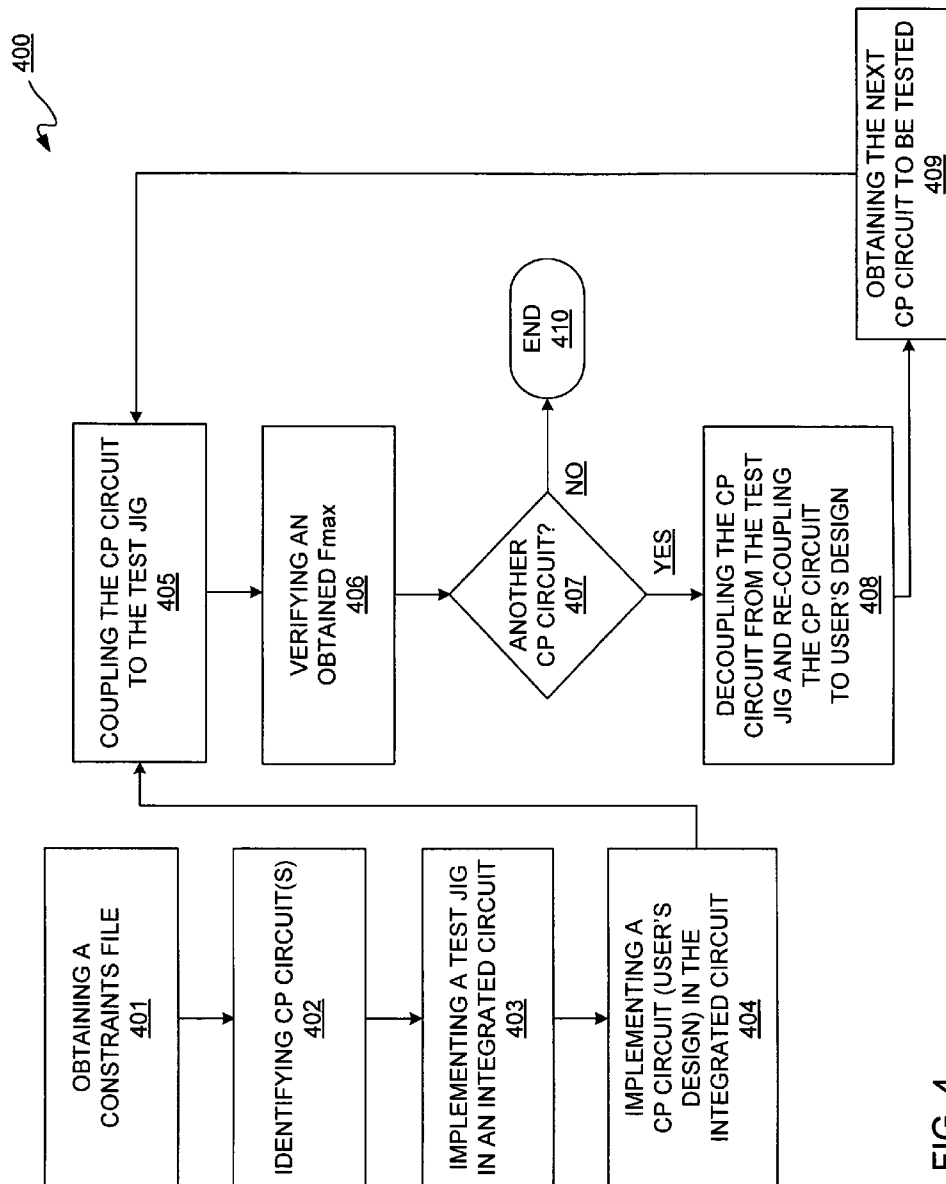 400
OBTAINING A
CONSTRAINTS FILE
401
IDENTIFYING CP CIRCUIT(S)
402
IMPLEMENTING A TEST JIG
IN AN INTEGRATED CIRCUIT
403
IMPLEMENTING A
CP CIRCUIT (USER'S
DESIGN) IN THE
INTEGRATED CIRCUIT
404
COUPLING THE CP CIRCUIT
TO THE TEST JIG
405
VERIFYING AN
OBTAINED Fmax
406
ANOTHER
CP CIRCUIT?
407
NO
END
410
YES
DECOUPLING THE CP
CIRCUIT FROM THE TEST
JIG AND RE-COUPLING
THE CP CIRCUIT
TO USER'S DESIGN
408
OBTAINING THE NEXT
CP CIRCUIT TO BE TESTED
409
FIG. 4